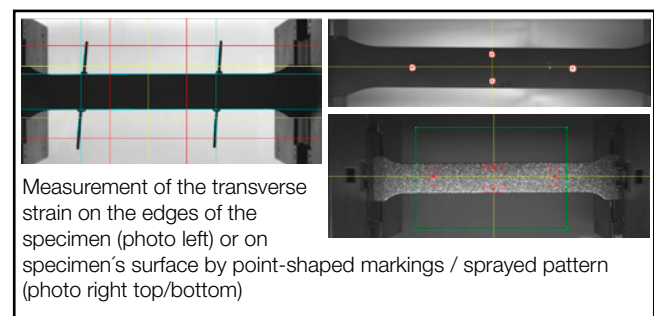 Measurement of the transverse
strain on the edges of the
specimen (photo left) or on
specimen´s surface by point-shaped markings / sprayed pattern
(photo right top/bottom)